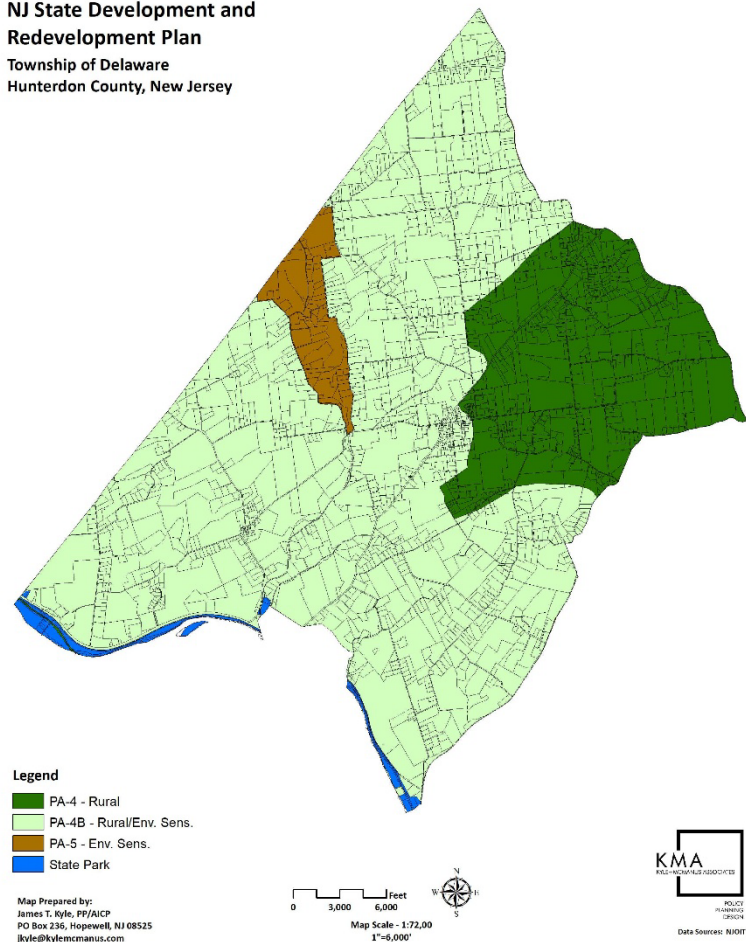 NJ State Development and
Redevelopment Plan
Township of Delaware
Hunterdon County, New Jersey
Legend
PA-4 - Rural
PA-4B - Rural/Env. Sens.
PA-5 - Env. Sens.
State Park
Map Prepared by:
James T. Kyle, PP/AICP
PO Box 236, Hopewell, NJ 08525
jkyle@kylemcmanus.com
Feet
0 3,000 6,000
Map Scale - 1:72,00
1"=6,000'
N
W E
S
KMA
KYLE+MCMANUS ASSOCIATES
POLICY
PLANNING
DESIGN
Data Sources: NJOIT